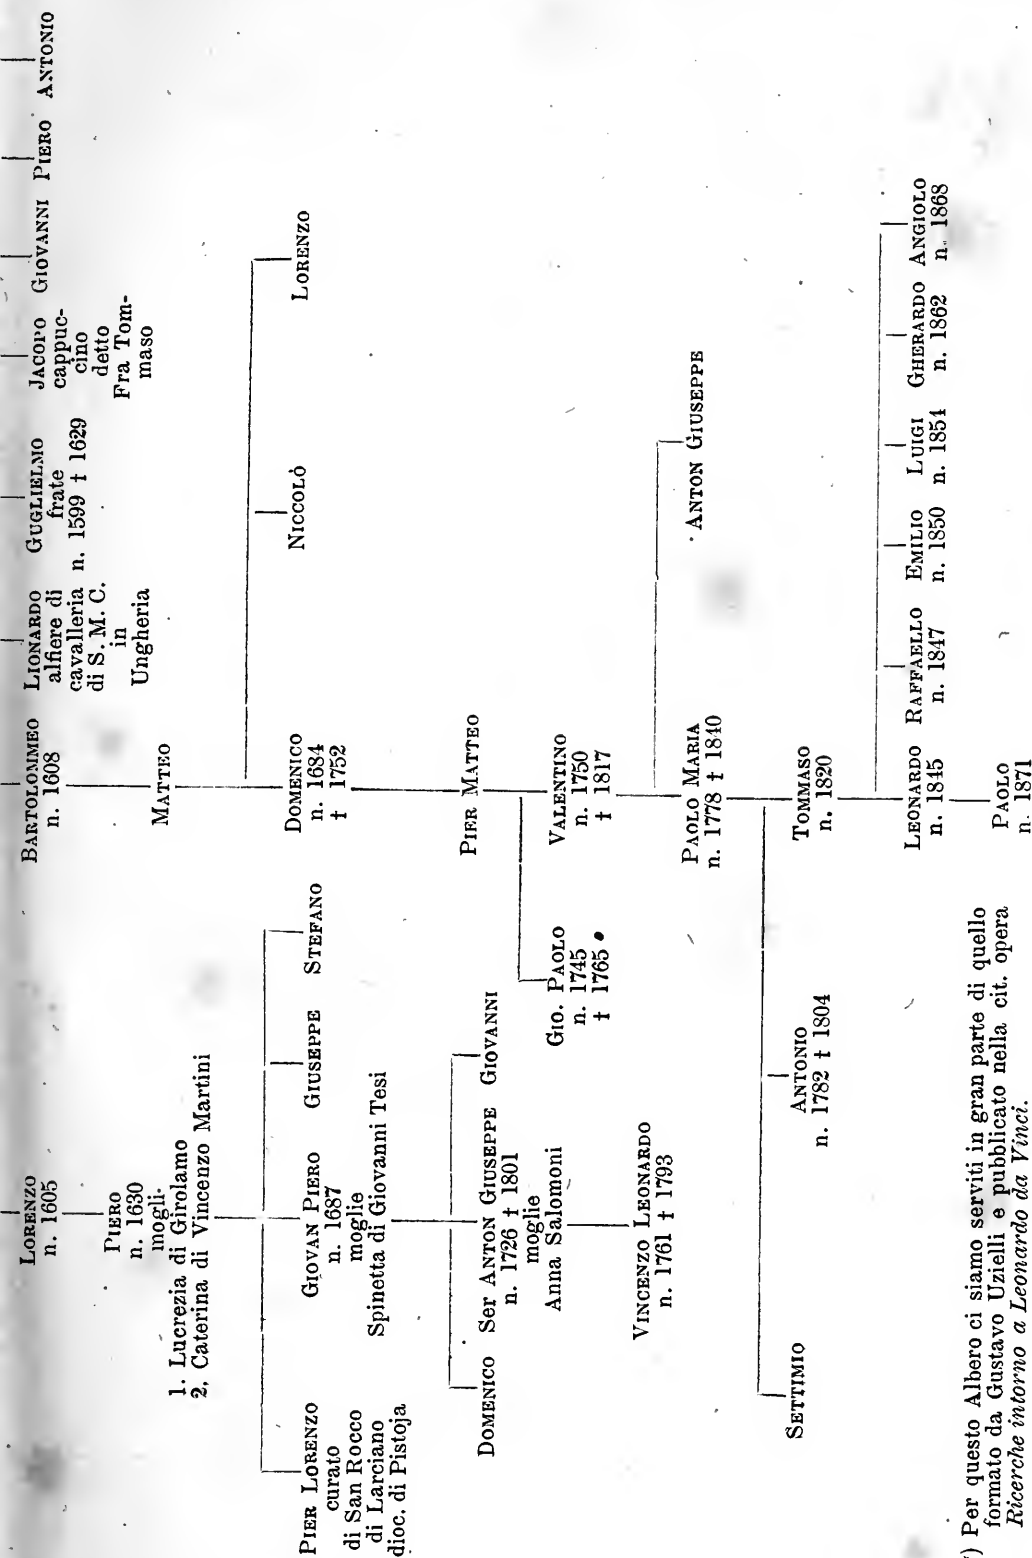 LORENZO
n. 1605
BARTOLOMMEO
n. 1608
LIONARDO
alfiere di
cavalleria
di S. M. C.
in
Ungheria
GUGLIELMO
frate
n. 1599 † 1629
JACOPO
cappuc-
cino
detto
Fra Tom-
maso
GIOVANNI
PIERO
ANTONIO
PIERO
n. 1630
mogli.
1. Lucrezia di Girolamo
2. Caterina di Vincenzo Martini
MATTEO
PIER LORENZO
curato
di San Rocco
di Larciano
dioc. di Pistoja
GIOVAN PIERO
n. 1687
moglie
Spinetta di Giovanni Tesi
GIUSEPPE
STEFANO
DOMENICO
n. 1684
† 1752
NICCOLÒ
LORENZO
DOMENICO
Ser ANTON GIUSEPPE
n. 1726 † 1801
moglie
Anna Salomoni
GIOVANNI
PIER MATTEO
GIO. PAOLO
n. 1745
† 1765
VALENTINO
n. 1750
† 1817
VINCENZO LEONARDO
n. 1761 † 1793
PAOLO MARIA
n. 1778 † 1840
ANTON GIUSEPPE
SETTIMIO
ANTONIO
n. 1782 † 1804
TOMMASO
n. 1820
LEONARDO
n. 1845
RAFFAELLO
n. 1847
EMILIO
n. 1850
LUIGI
n. 1854
GHERARDO
n. 1862
ANGIOLO
n. 1868
PAOLO
n. 1871
) Per questo Albero ci siamo serviti in gran parte di quello
formato da Gustavo Uzielli e pubblicato nella cit. opera
Ricerche intorno a Leonardo da Vinci.